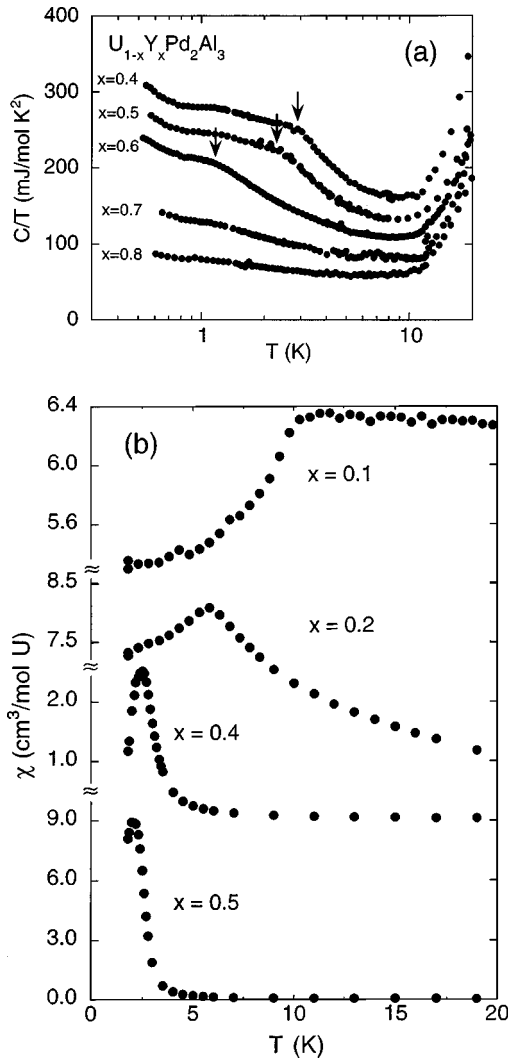 U1-xYxPd2Al3
(a)
400
300
200
100
0
x=0.4
x=0.5
x=0.6
x=0.7
x=0.8
C/T (mJ/mol K2)
1
10
T (K)
(b)
6.4
6.0
5.6
≈
8.5
7.5
≈
2.0
1.0
≈
9.0
6.0
3.0
0.0
x = 0.1
x = 0.2
x = 0.4
x = 0.5
χ (cm3/mol U)
0
5
10
15
20
T (K)